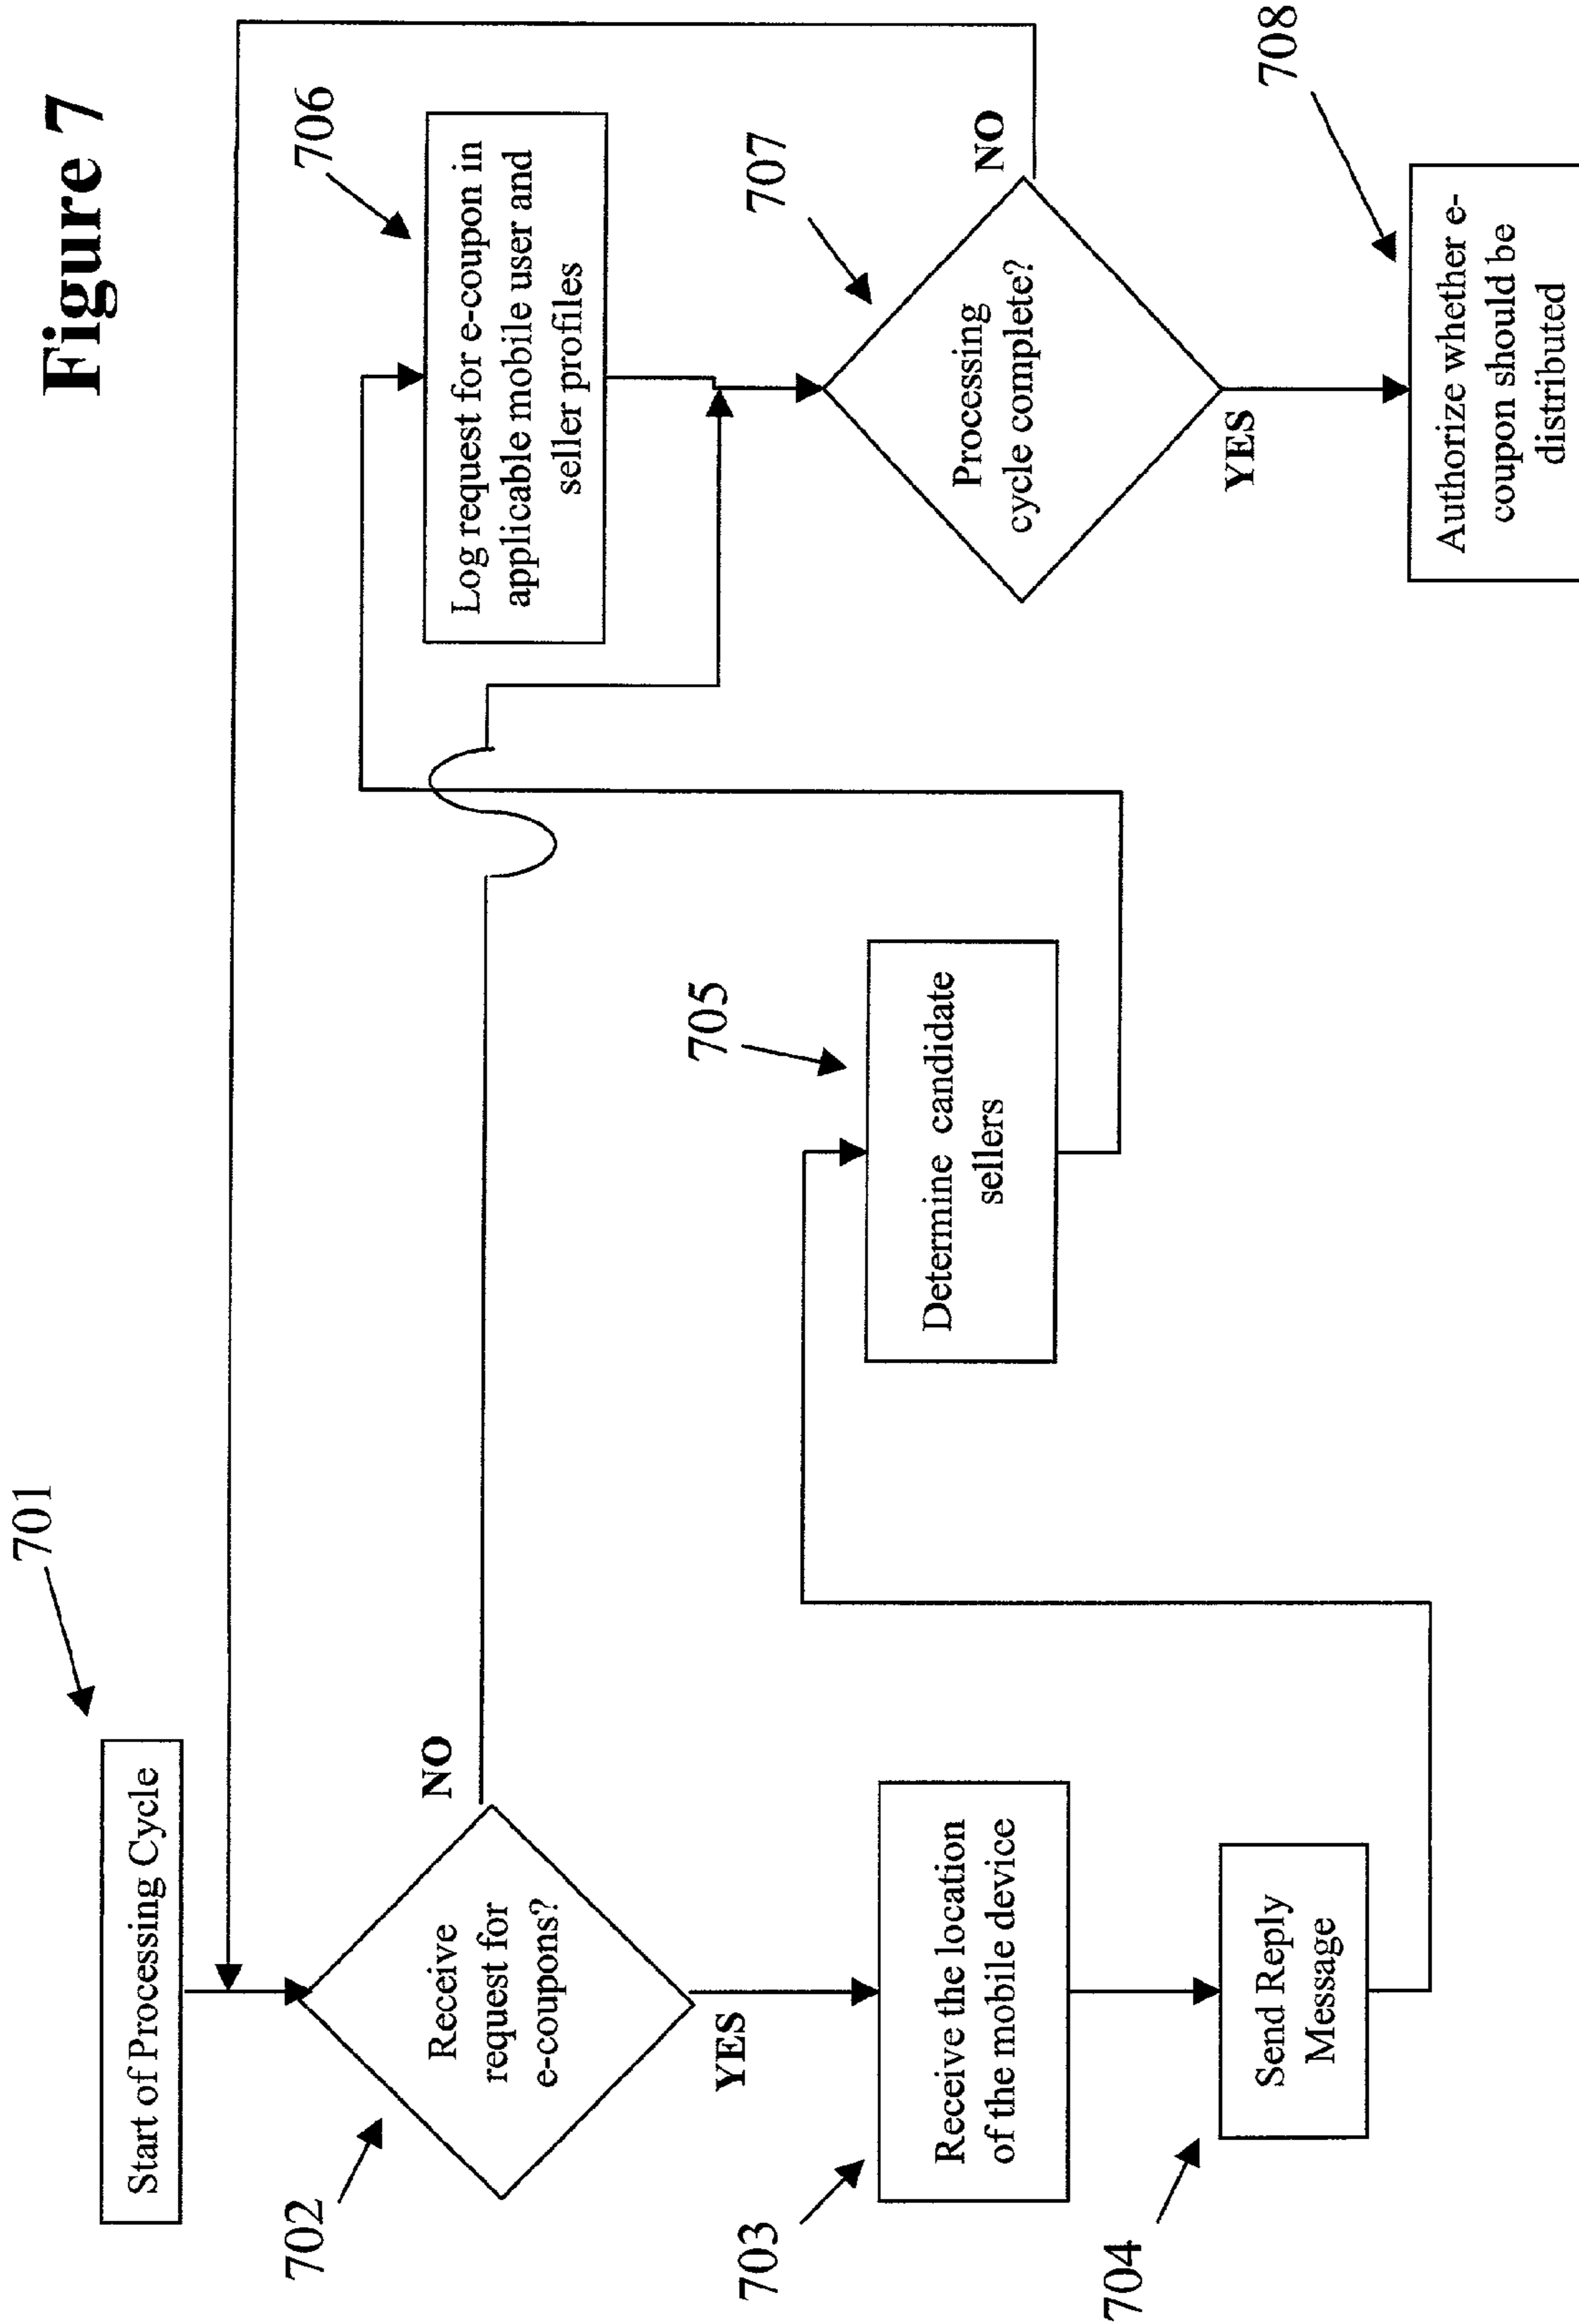 Figure 7
701
Start of Processing Cycle
702
Receive
request for
e-coupons?
NO
YES
703
Receive the location
of the mobile device
704
Send Reply
Message
705
Determine candidate
sellers
706
Log request for e-coupon in
applicable mobile user and
seller profiles
707
Processing
cycle complete?
NO
YES
708
Authorize whether e-
coupon should be
distributed